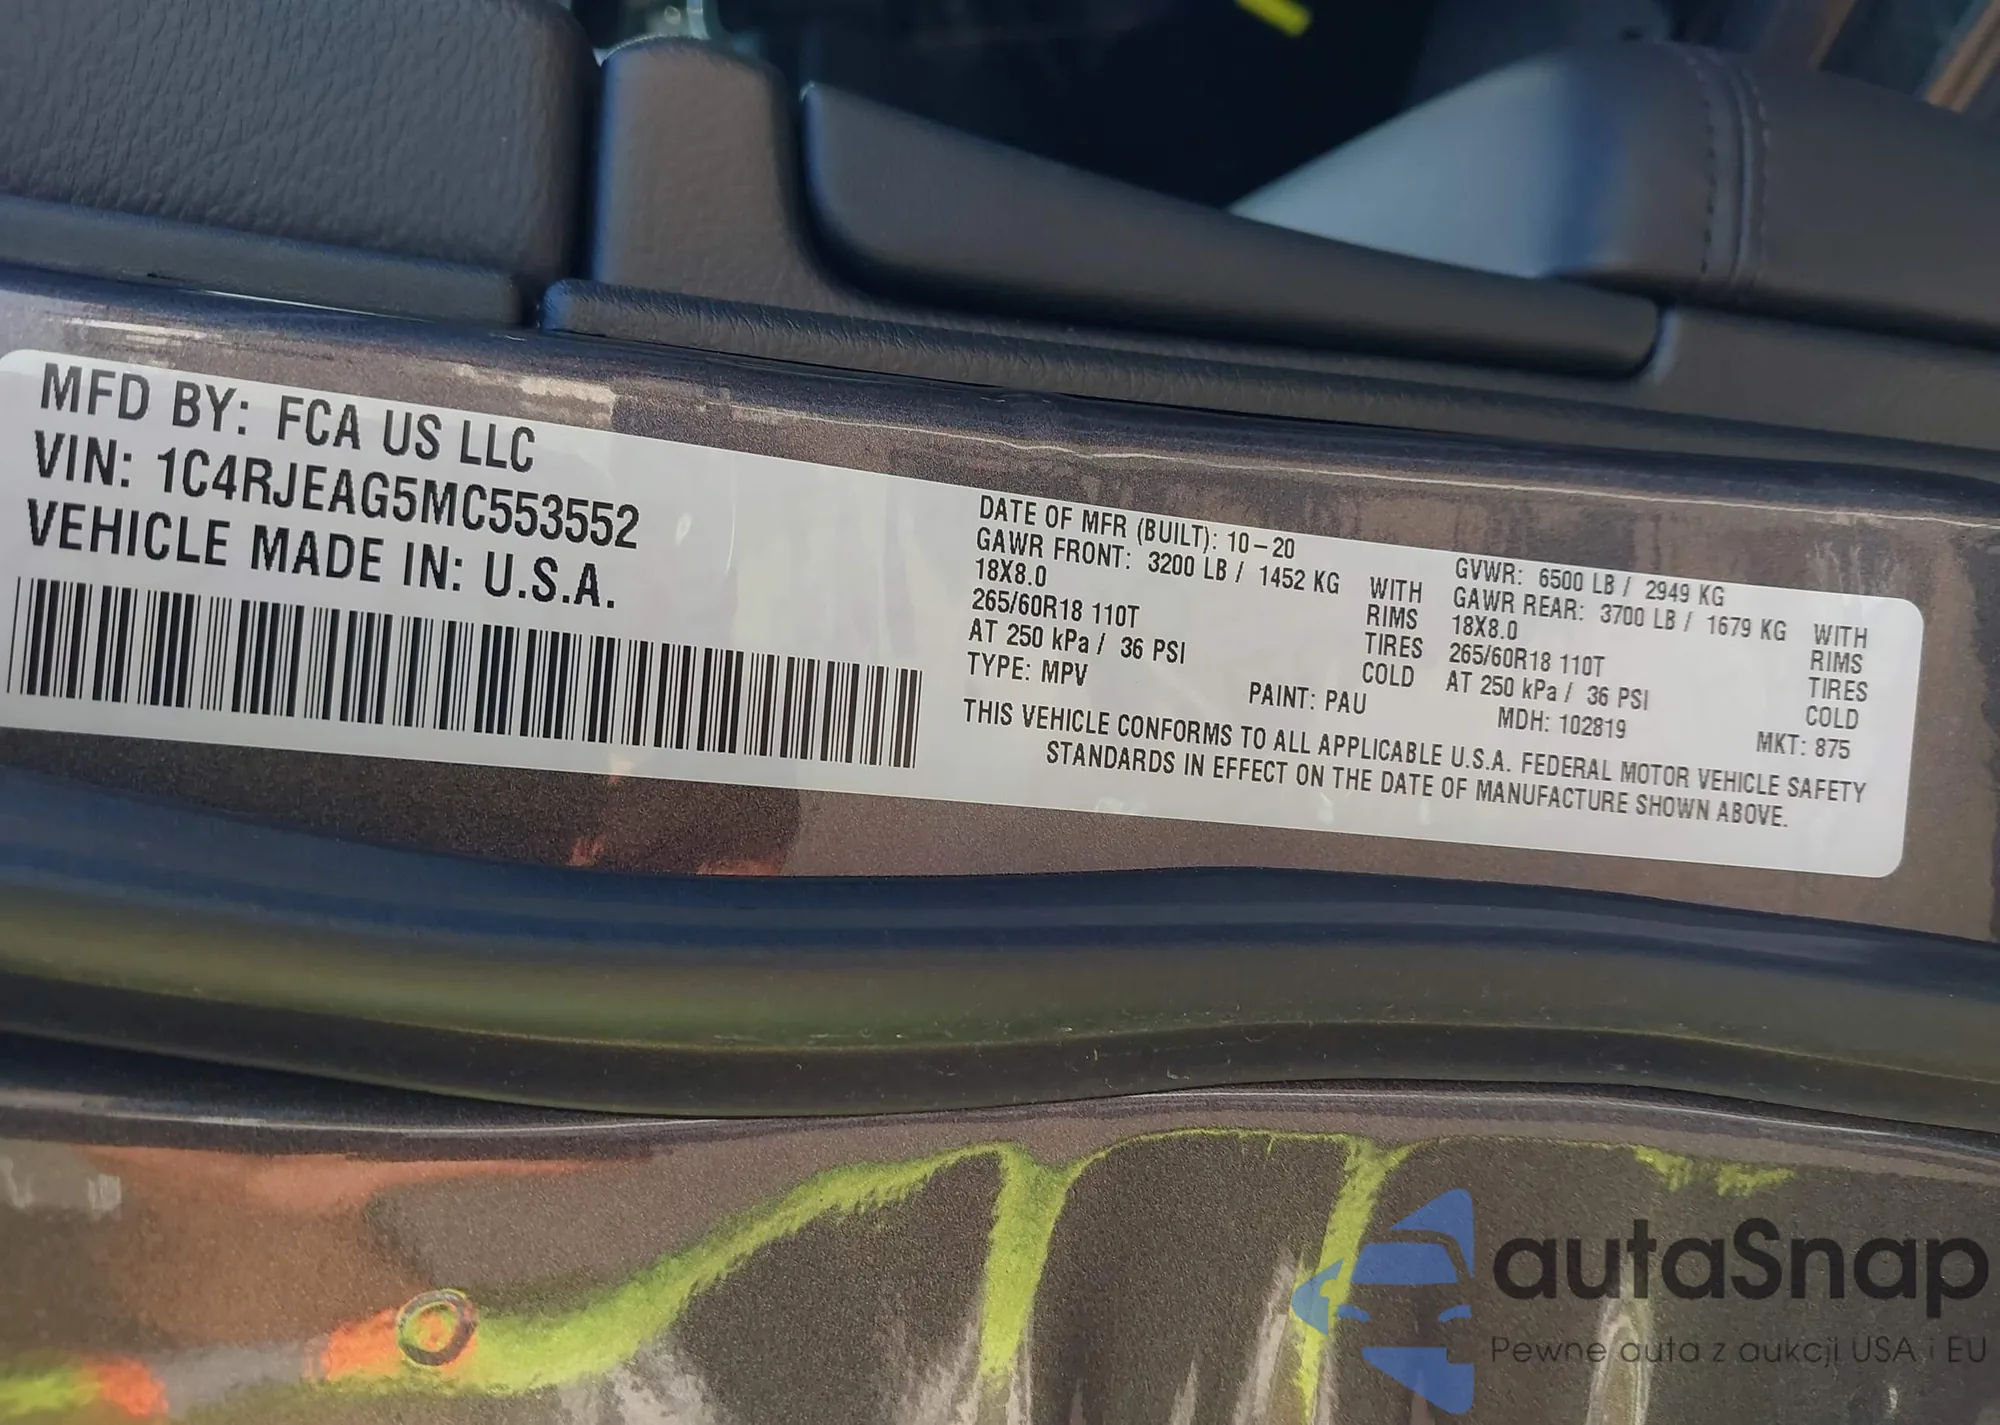 MFD BY: FCA US LLC
VIN: 1C4RJEAG5MC553552
VEHICLE MADE IN: U.S.A.
DATE OF MFR (BUILT): 10-20
GVWR: 6500 LB / 2949 KG
GAWR FRONT: 3200 LB / 1452 KG WITH
GAWR REAR: 3700 LB / 1679 KG WITH
18X8.0 RIMS
18X8.0 RIMS
265/60R18 110T TIRES
265/60R18 110T TIRES
AT 250 kPa / 36 PSI COLD
AT 250 kPa / 36 PSI COLD
TYPE: MPV PAINT: PAU MDH: 102819 MKT: 875
THIS VEHICLE CONFORMS TO ALL APPLICABLE U.S.A. FEDERAL MOTOR VEHICLE SAFETY
STANDARDS IN EFFECT ON THE DATE OF MANUFACTURE SHOWN ABOVE.
autaSnap
Pewne auta z aukcji USA i EU